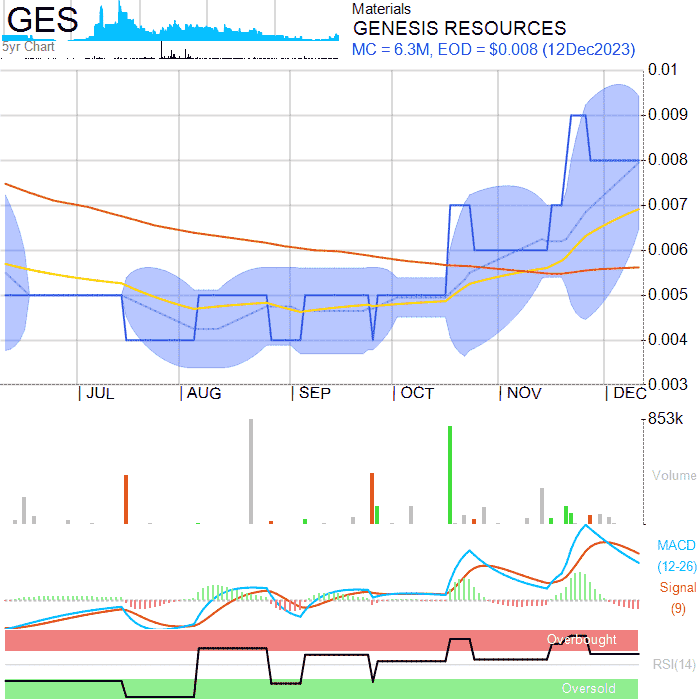 GES
5yr Chart
Materials
GENESIS RESOURCES
MC = 6.3M, EOD = $0.008 (12Dec2023)
0.01
0.009
0.008
0.007
0.006
0.005
0.004
0.003
| JUL | AUG | SEP | OCT | NOV | DEC
853k
Volume
MACD
(12-26)
Signal
(9)
Overbought
RSI(14)
Oversold